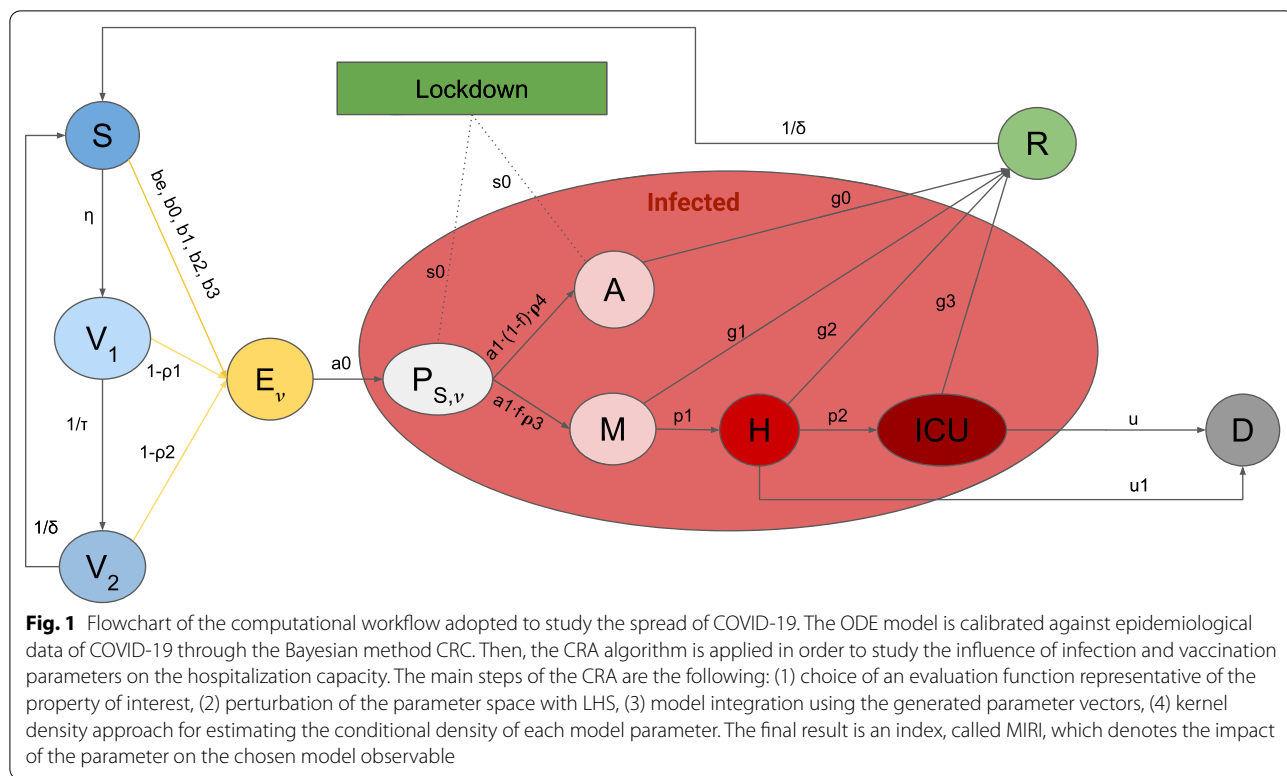 Lockdown
S
1/δ
R
s0
Infected
g0
η
be, b0, b1, b2, b3
s0
A
g3
V1
1-ρ1
a1·(1-f)·ρ4
g1
g2
Eν
a0
PS,ν
1/τ
a1·f·ρ3
M
p1
H
p2
ICU
u
D
1-ρ2
u1
1/δ
V2
Fig. 1 Flowchart of the computational workflow adopted to study the spread of COVID-19. The ODE model is calibrated against epidemiological
data of COVID-19 through the Bayesian method CRC. Then, the CRA algorithm is applied in order to study the influence of infection and vaccination
parameters on the hospitalization capacity. The main steps of the CRA are the following: (1) choice of an evaluation function representative of the
property of interest, (2) perturbation of the parameter space with LHS, (3) model integration using the generated parameter vectors, (4) kernel
density approach for estimating the conditional density of each model parameter. The final result is an index, called MIRI, which denotes the impact
of the parameter on the chosen model observable